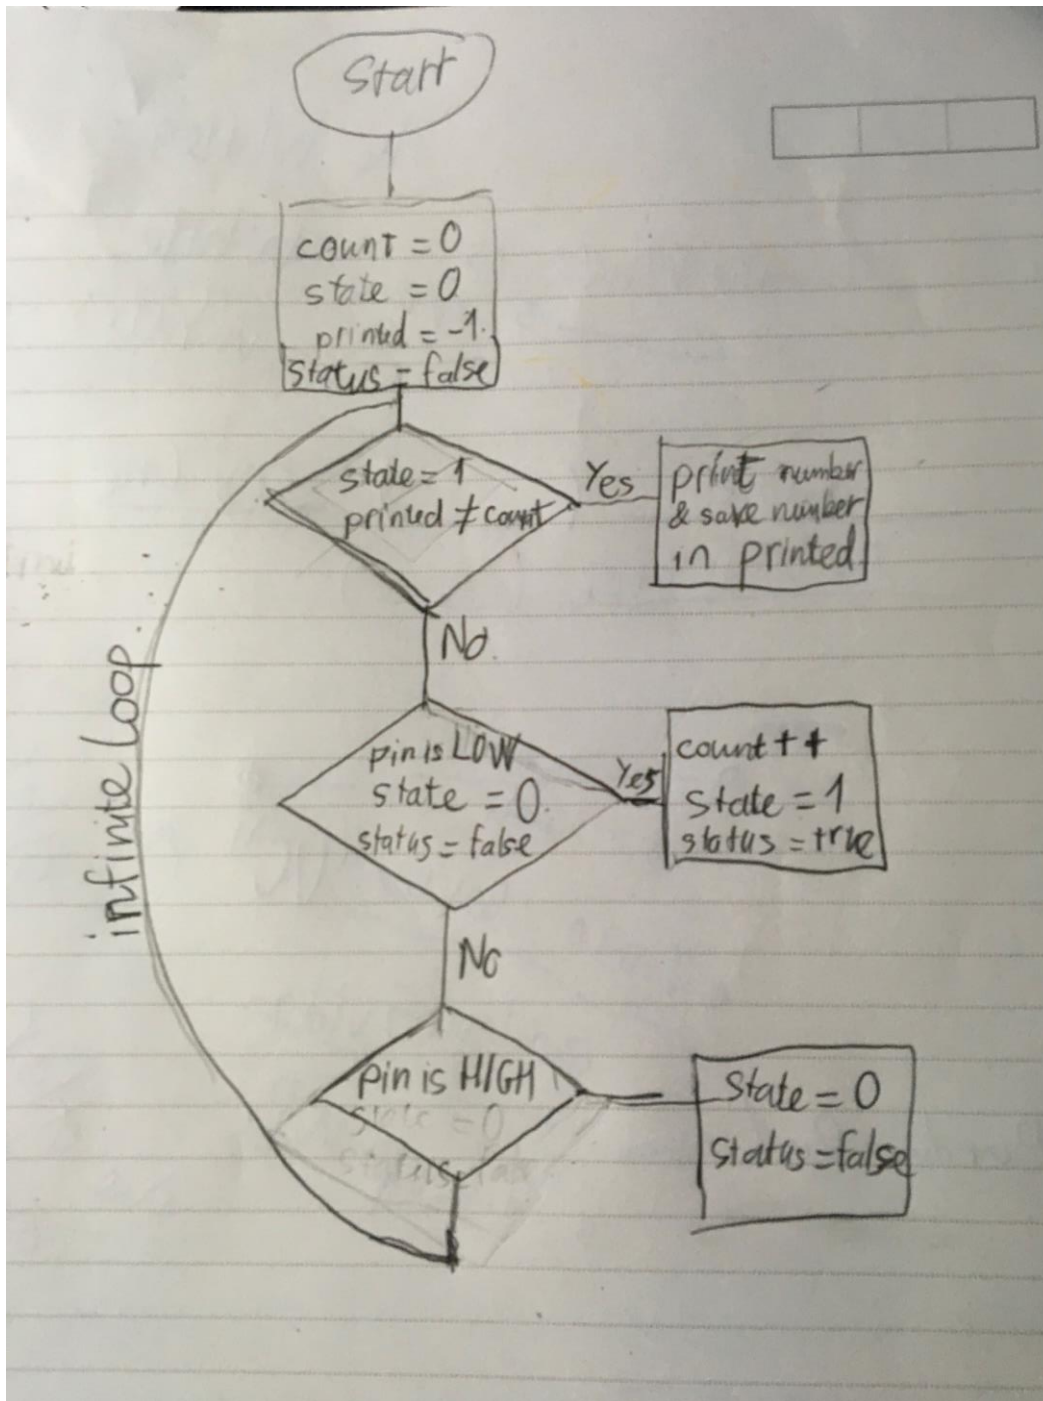 Start
count = 0
state = 0
printed = -1.
status = false
state = 1
printed ≠ count
Yes
print number
& save number
in printed
No.
pin is LOW
state = 0.
status = false
Yes
count ++
state = 1
status = true
infinite loop
No
pin is HIGH
state = 0
state = 0
status = false